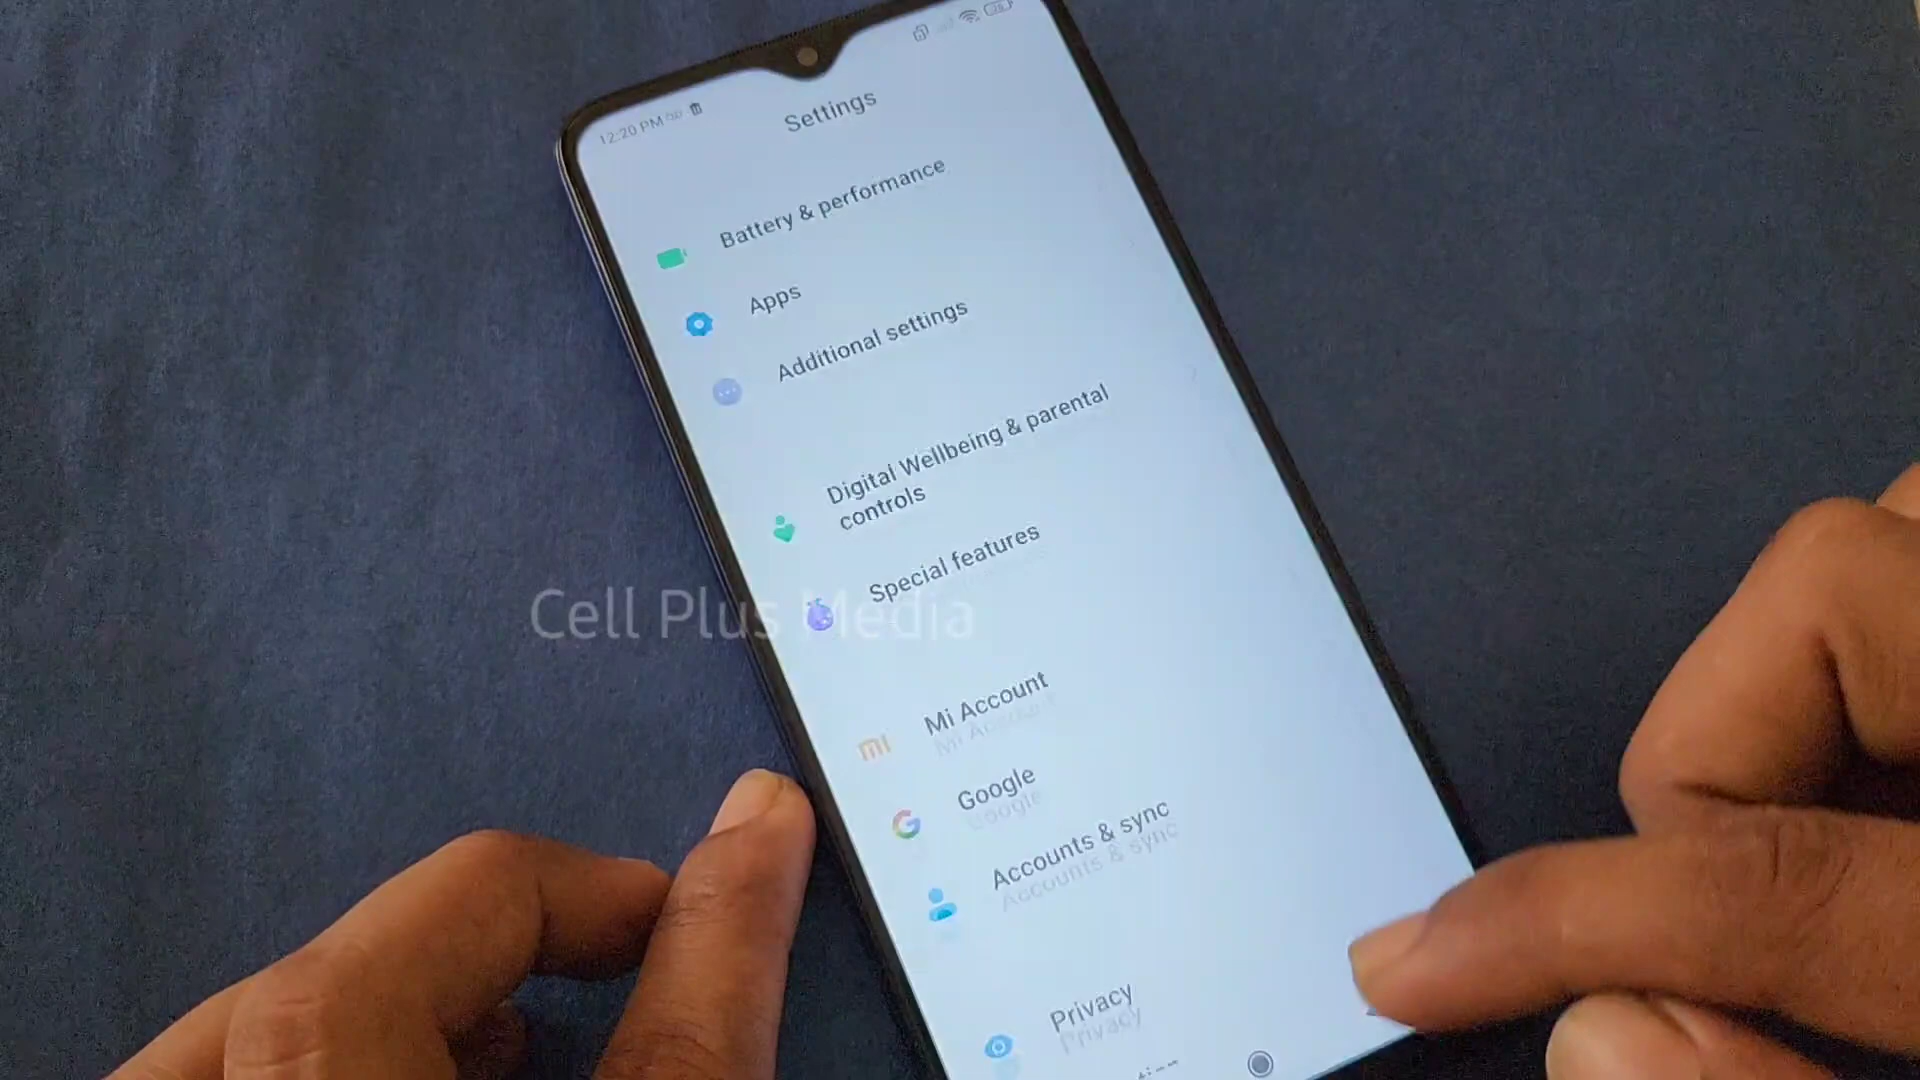 12:20 PM
Settings
Battery & performance
Apps
Additional settings
Digital Wellbeing & parental
controls
Special features
Cell Plus Media
Mi Account
Google
Accounts & sync
Privacy